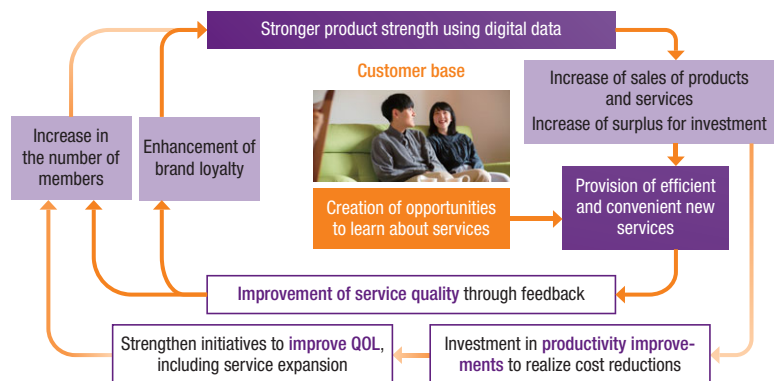 Stronger product strength using digital data
Customer base
Increase of sales of products
and services
Increase of surplus for investment
Increase in
the number of
members
Enhancement of
brand loyalty
Creation of opportunities
to learn about services
Provision of efficient
and convenient new
services
Improvement of service quality through feedback
Strengthen initiatives to improve QOL,
including service expansion
Investment in productivity improve-
ments to realize cost reductions